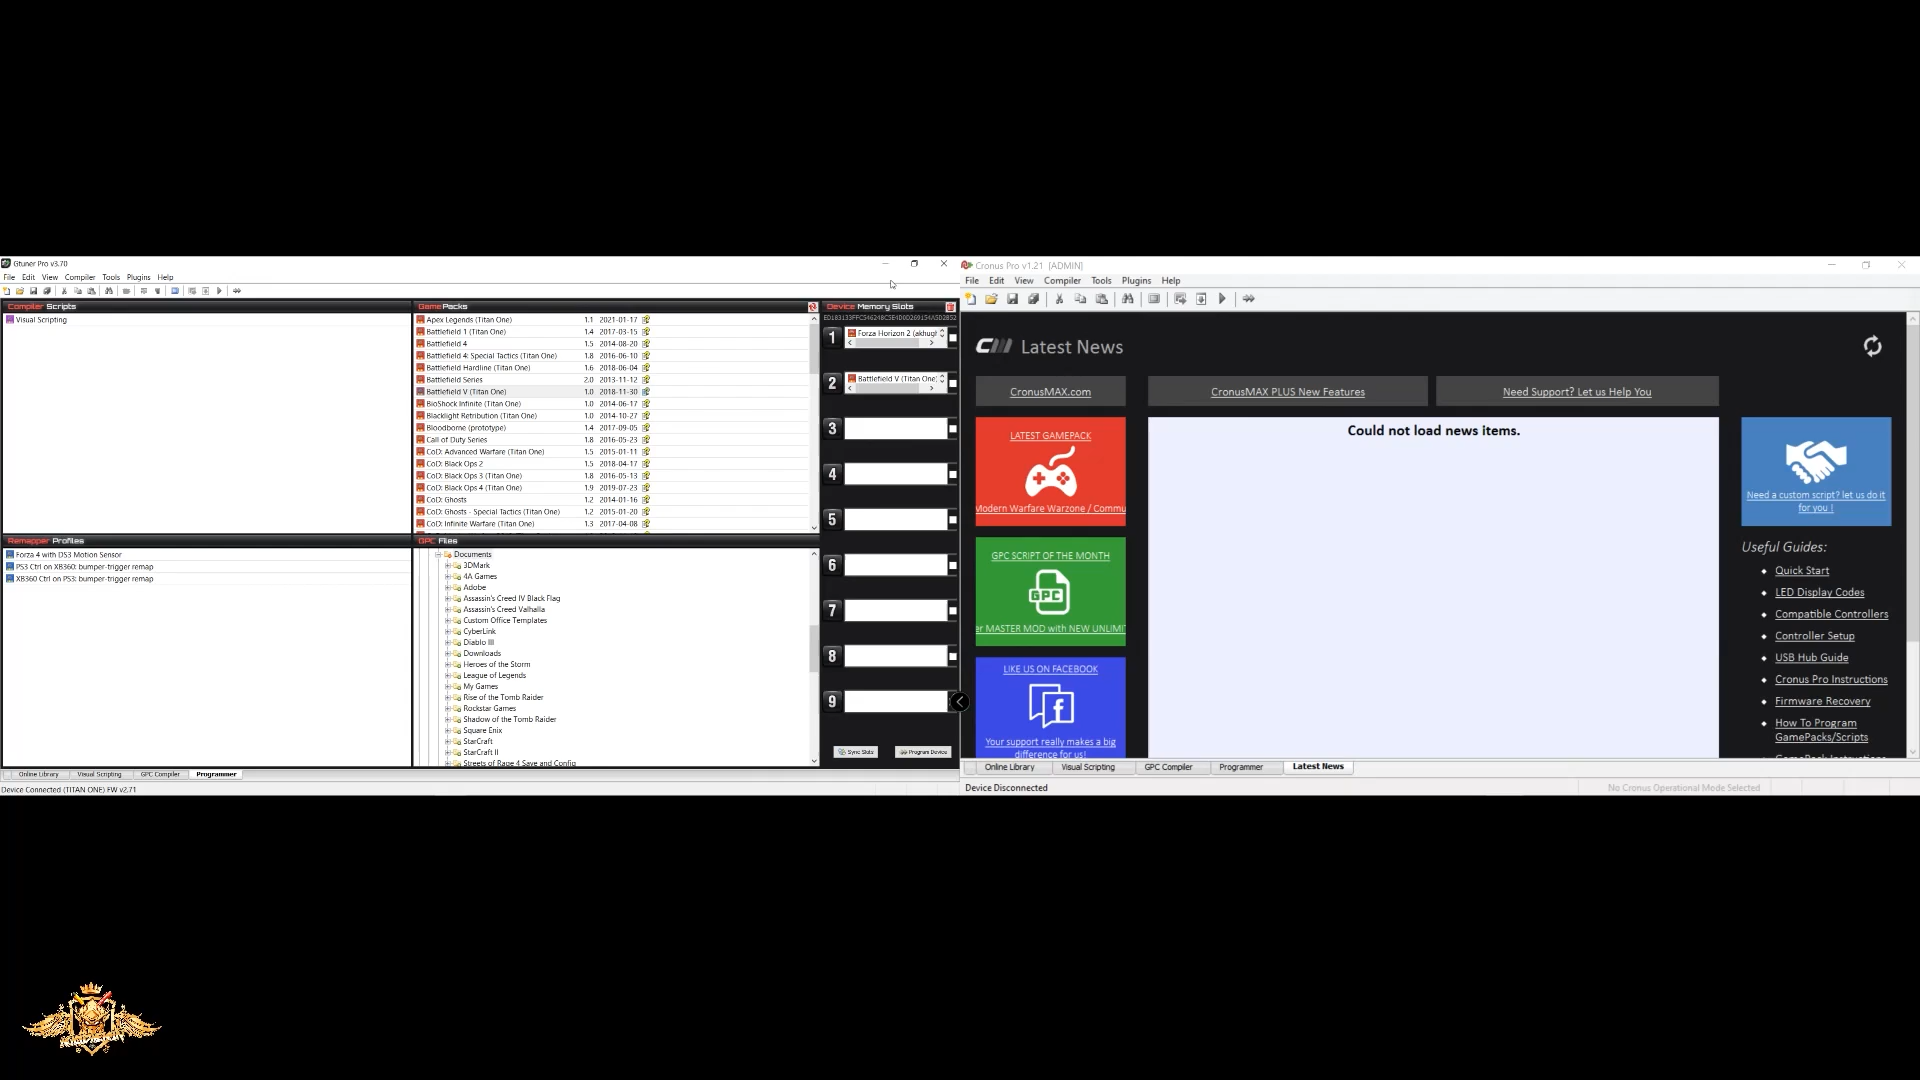 Gtuner Pro v3.70
File Edit View Compiler Tools Plugins Help
Compiler Scripts
Visual Scripting
GamePacks
Apex Legends (Titan One) 1.1 2021-01-17
Battlefield 1 (Titan One) 1.4 2017-03-15
Battlefield 4 1.5 2014-08-20
Battlefield 4: Special Tactics (Titan One) 1.8 2016-06-10
Battlefield Hardline (Titan One) 1.6 2018-06-04
Battlefield Series 2.0 2013-11-12
Battlefield V (Titan One) 1.0 2018-11-30
BioShock Infinite (Titan One) 1.0 2014-06-17
Blacklight Retribution (Titan One) 1.0 2014-10-27
Bloodborne (prototype) 1.4 2017-09-05
Call of Duty Series 1.8 2016-05-23
CoD: Advanced Warfare (Titan One) 1.5 2015-01-11
CoD: Black Ops 2 1.5 2018-04-17
CoD: Black Ops 3 (Titan One) 1.8 2016-05-13
CoD: Black Ops 4 (Titan One) 1.9 2019-07-23
CoD: Ghosts 1.2 2014-01-16
CoD: Ghosts - Special Tactics (Titan One) 1.2 2015-01-20
CoD: Infinite Warfare (Titan One) 1.3 2017-04-08
Device Memory Slots
1 Forza Horizon 2 (akhugh
2 Battlefield V (Titan One
3
4
5
6
7
8
9
Sync Slots Program Device
Remapper Profiles
Forza 4 with DS3 Motion Sensor
PS3 Ctrl on XB360: bumper-trigger remap
XB360 Ctrl on PS3: bumper-trigger remap
GPC Files
Documents
3DMark
4A Games
Adobe
Assassin's Creed IV Black Flag
Assassin's Creed Valhalla
Custom Office Templates
CyberLink
Diablo III
Downloads
Heroes of the Storm
League of Legends
My Games
Rise of the Tomb Raider
Rockstar Games
Shadow of the Tomb Raider
Square Enix
StarCraft
StarCraft II
Streets of Rage 4 Save and Config
Online Library Visual Scripting GPC Compiler Programmer
Device Connected (TITAN ONE) FW v2.71
Cronus Pro v1.21 [ADMIN]
File Edit View Compiler Tools Plugins Help
CM Latest News
CronusMAX.com CronusMAX PLUS New Features Need Support? Let us Help You
LATEST GAMEPACK
Modern Warfare Warzone / Commu
GPC SCRIPT OF THE MONTH
GPC
er MASTER MOD with NEW UNLIMI
LIKE US ON FACEBOOK
f
Your support really makes a big
difference for us!
Could not load news items.
Need a custom script? let us do it
for you !
Useful Guides:
Quick Start
LED Display Codes
Compatible Controllers
Controller Setup
USB Hub Guide
Cronus Pro Instructions
Firmware Recovery
How To Program
GamePacks/Scripts
Online Library Visual Scripting GPC Compiler Programmer Latest News
Device Disconnected
No Cronus Operational Mode Selected